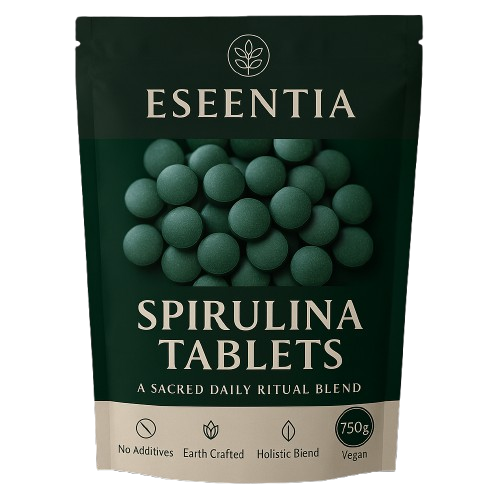 ESEENTIA
SPIRULINA
TABLETS
A SACRED DAILY RITUAL BLEND
No Additives
Earth Crafted
Holistic Blend
750g
Vegan